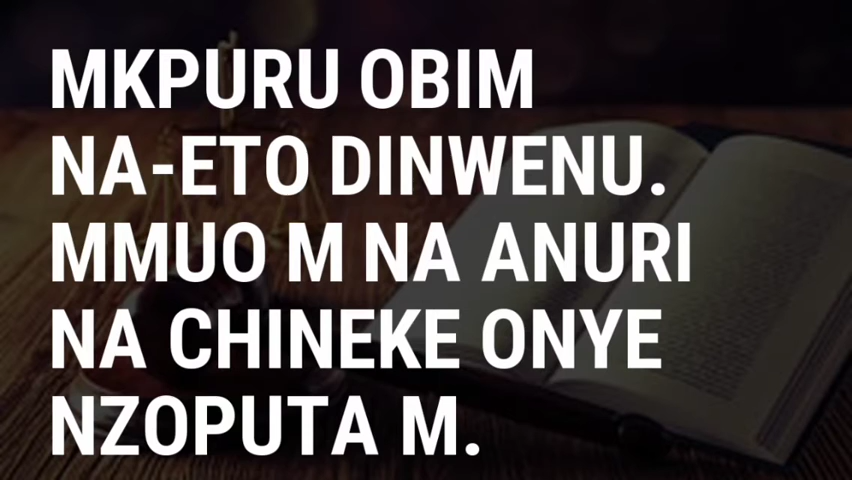 MKPURU OBIM
NA-ETO DINWENU.
MMUO M NA ANURI
NA CHINEKE ONYE
NZOPUTA M.